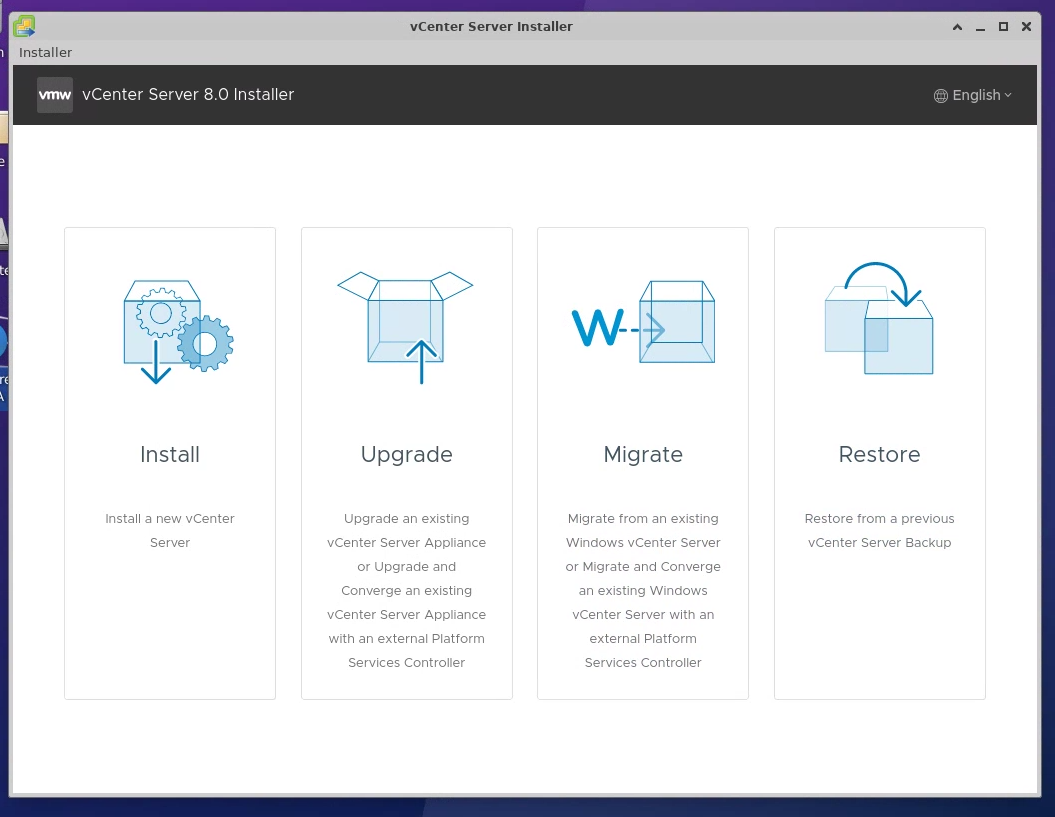 vCenter Server Installer
Installer
vmw vCenter Server 8.0 Installer
English
Install
Install a new vCenter
Server
Upgrade
Upgrade an existing
vCenter Server Appliance
or Upgrade and
Converge an existing
vCenter Server Appliance
with an external Platform
Services Controller
W
Migrate
Migrate from an existing
Windows vCenter Server
or Migrate and Converge
an existing Windows
vCenter Server with an
external Platform
Services Controller
Restore
Restore from a previous
vCenter Server Backup